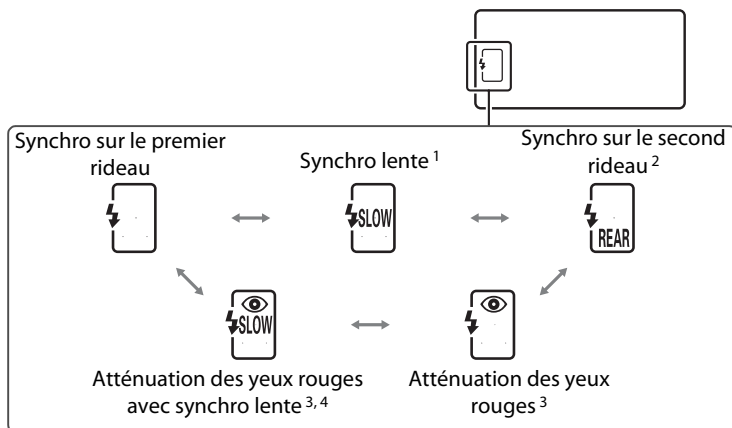 Synchro sur le premier
rideau
Synchro lente 1
Synchro sur le second
rideau 2
SLOW
REAR
SLOW
Atténuation des yeux rouges
avec synchro lente 3, 4
Atténuation des yeux
rouges 3